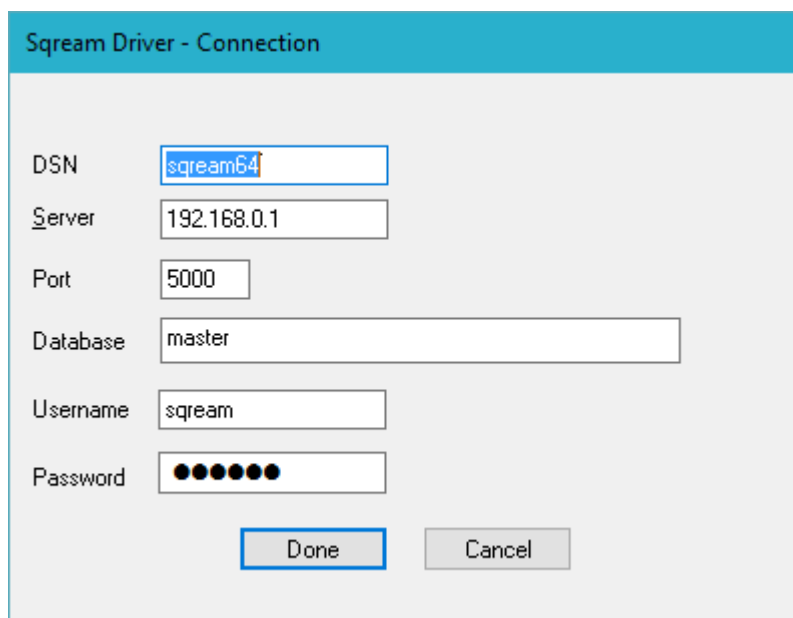 Sqream Driver - Connection
DSN sqream64
Server 192.168.0.1
Port 5000
Database master
Username sqream
Password ●●●●●●
Done Cancel